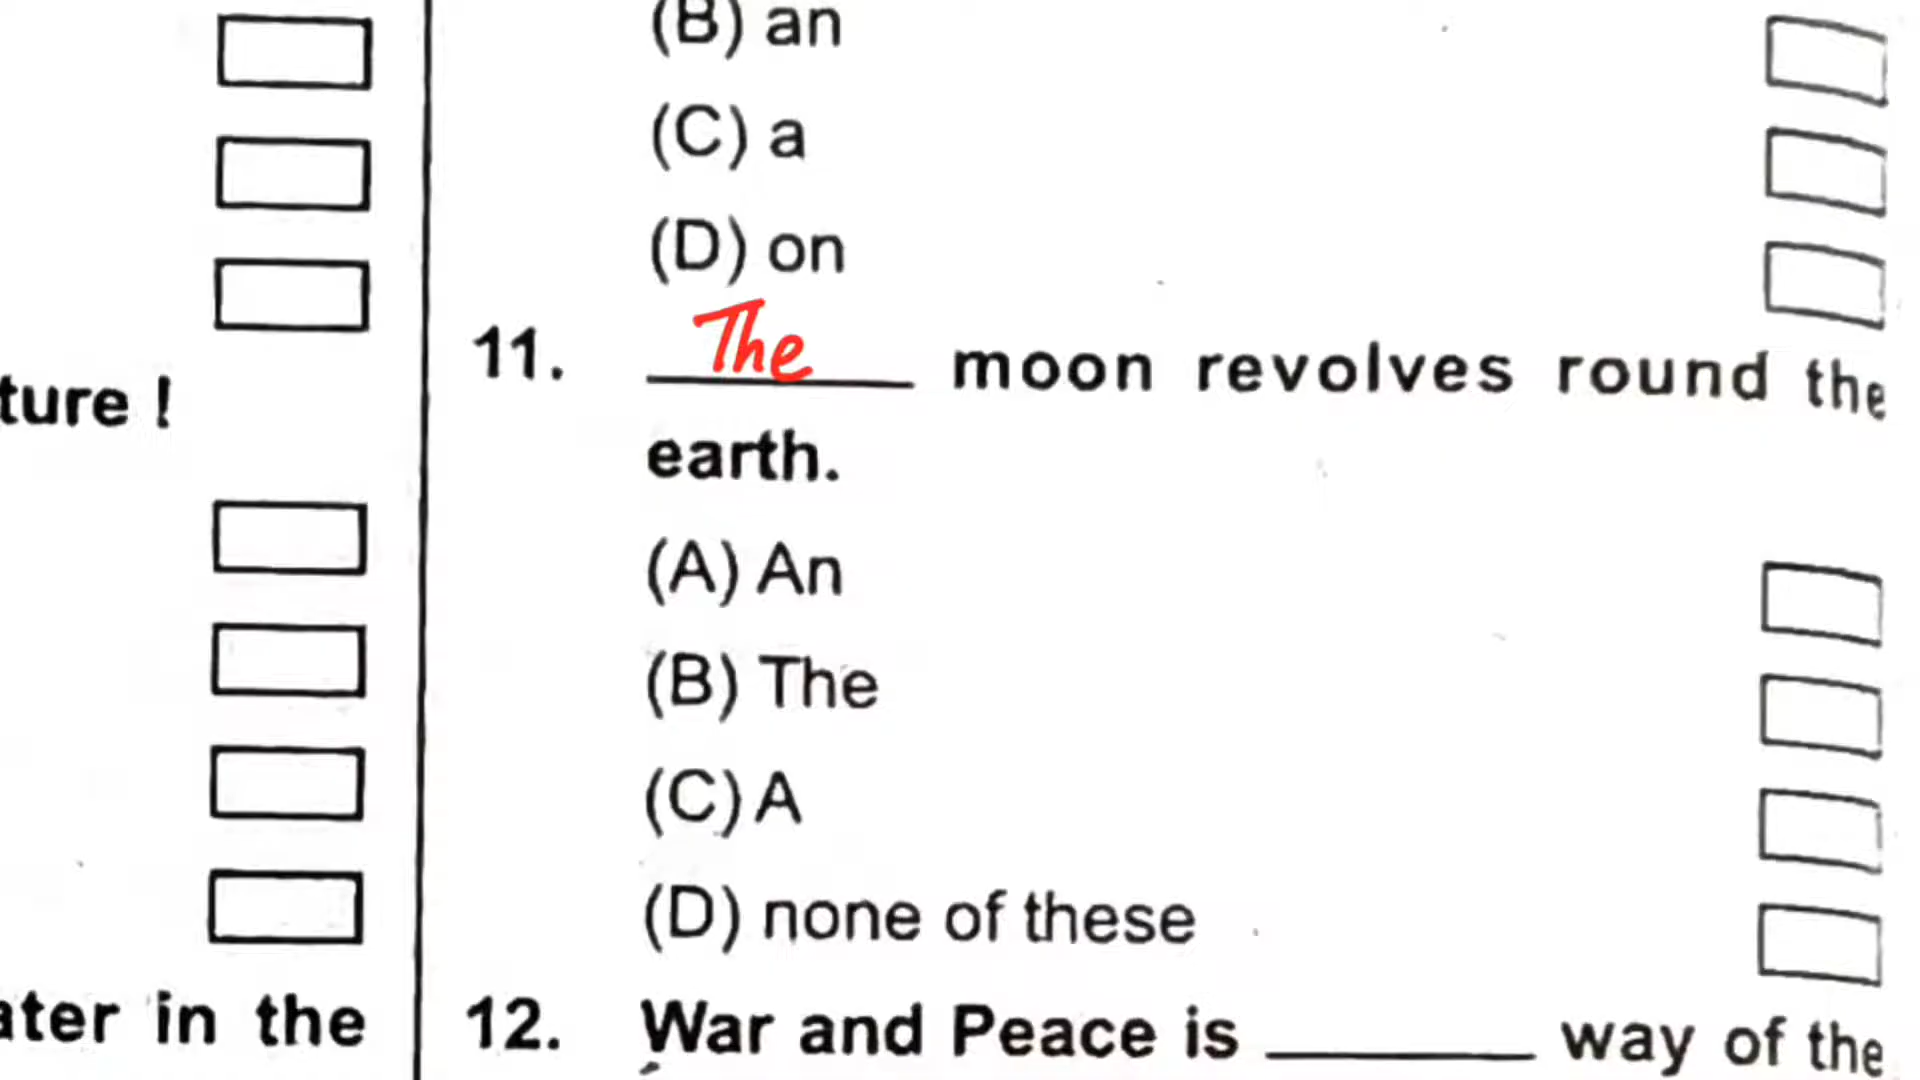 (B) an
(C) a
(D) on
ture !
11. The moon revolves round the
earth.
(A) An
(B) The
(C) A
(D) none of these
ater in the
12. War and Peace is ______ way of the